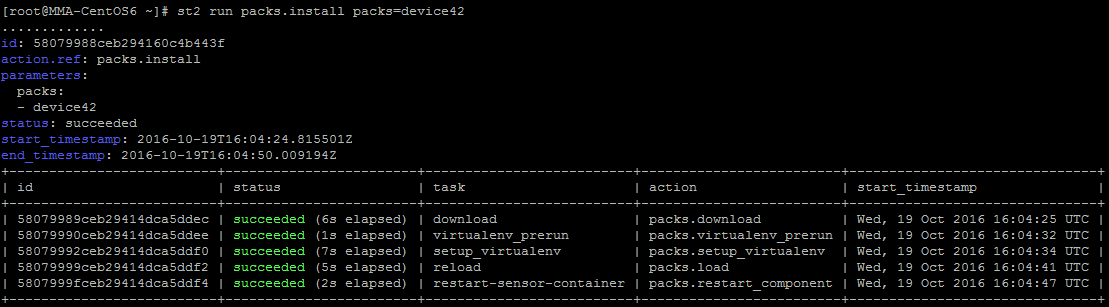 [root@MMA-CentOS6 ~]# st2 run packs.install packs=device42
.............
id: 58079988ceb294160c4b443f
action.ref: packs.install
parameters:
  packs:
  - device42
status: succeeded
start_timestamp: 2016-10-19T16:04:24.815501Z
end_timestamp: 2016-10-19T16:04:50.009194Z
+--------------------------+------------------------+--------------------------+-------------------------+-------------------------------+
| id                       | status                 | task                     | action                  | start_timestamp               |
+--------------------------+------------------------+--------------------------+-------------------------+-------------------------------+
| 58079989ceb29414dca5ddec | succeeded (6s elapsed) | download                 | packs.download          | Wed, 19 Oct 2016 16:04:25 UTC |
| 58079990ceb29414dca5ddee | succeeded (1s elapsed) | virtualenv_prerun        | packs.virtualenv_prerun | Wed, 19 Oct 2016 16:04:32 UTC |
| 58079992ceb29414dca5ddf0 | succeeded (7s elapsed) | setup_virtualenv         | packs.setup_virtualenv  | Wed, 19 Oct 2016 16:04:34 UTC |
| 58079999ceb29414dca5ddf2 | succeeded (5s elapsed) | reload                   | packs.load              | Wed, 19 Oct 2016 16:04:41 UTC |
| 5807999fceb29414dca5ddf4 | succeeded (2s elapsed) | restart-sensor-container | packs.restart_component | Wed, 19 Oct 2016 16:04:47 UTC |
+--------------------------+------------------------+--------------------------+-------------------------+-------------------------------+